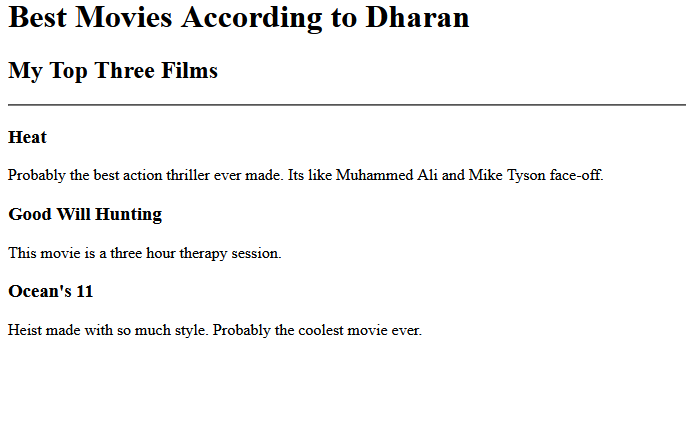 Best Movies According to Dharan
My Top Three Films
Heat
Probably the best action thriller ever made. Its like Muhammed Ali and Mike Tyson face-off.
Good Will Hunting
This movie is a three hour therapy session.
Ocean's 11
Heist made with so much style. Probably the coolest movie ever.